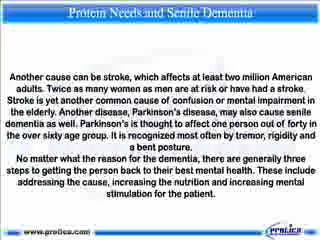 Protein Needs and Senile Dementia
Another cause can be stroke, which affects at least two million American
adults. Twice as many women as men are at risk or have had a stroke.
Stroke is yet another common cause of confusion or mental impairment in
the elderly. Another disease, Parkinson's disease, may also cause senile
dementia as well. Parkinson's is thought to affect one person out of forty in
the over sixty age group. It is recognized most often by tremor, rigidity and
a bent posture.
No matter what the reason for the dementia, there are generally three
steps to getting the person back to their best mental health. These include
addressing the cause, increasing the nutrition and increasing mental
stimulation for the patient.
www.protica.com
protica